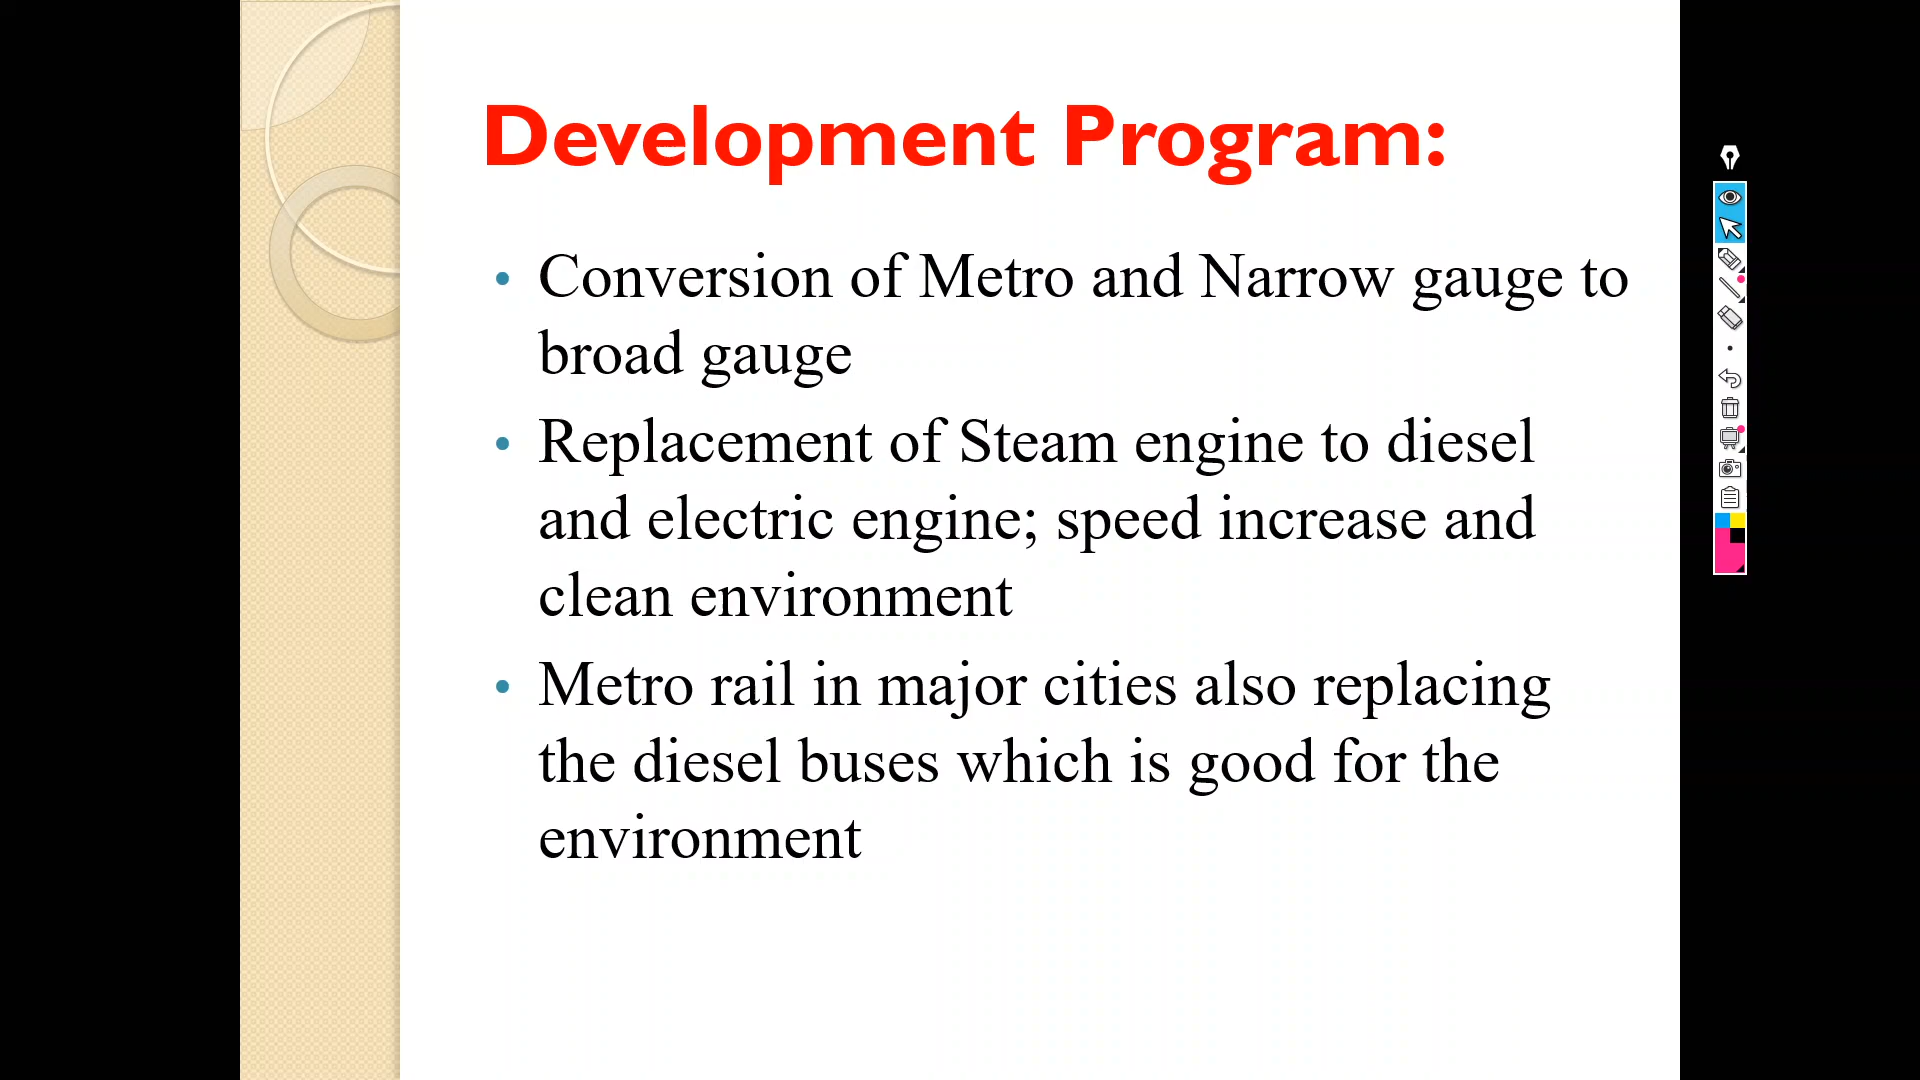 Development Program:
• Conversion of Metro and Narrow gauge to
broad gauge
• Replacement of Steam engine to diesel
and electric engine; speed increase and
clean environment
• Metro rail in major cities also replacing
the diesel buses which is good for the
environment